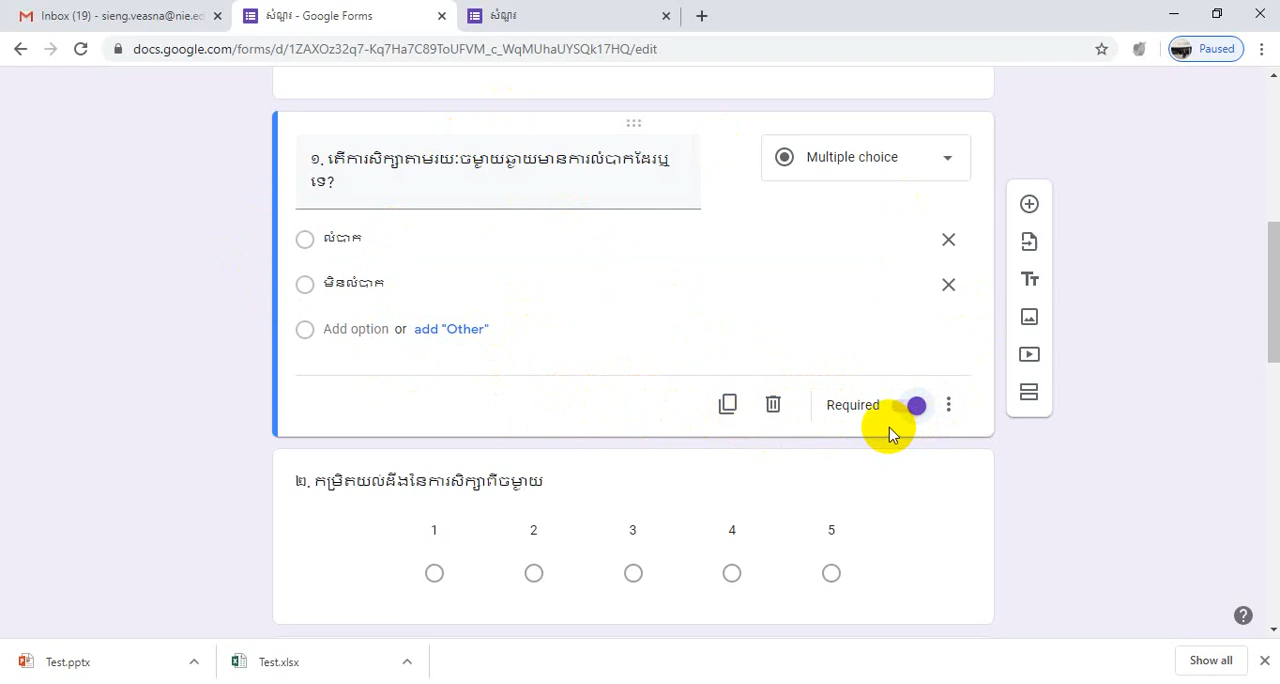 Inbox (19) - sieng.veasna@nie.ed
សំណួរ - Google Forms
សំណួរ
docs.google.com/forms/d/1ZAXOz32q7-Kq7Ha7C89ToUFVM_c_WqMUhaUYSQk17HQ/edit
Paused
១. តើការសិក្សាតាមរយៈចម្ងាយឆ្ងាយមានការលំបាកដែរឬ
ទេ?
Multiple choice
លំបាក
មិនលំបាក
Add option or add "Other"
Required
២. កម្រិតយល់ដឹងនៃការសិក្សាពីចម្ងាយ
1 2 3 4 5
Test.pptx
Test.xlsx
Show all